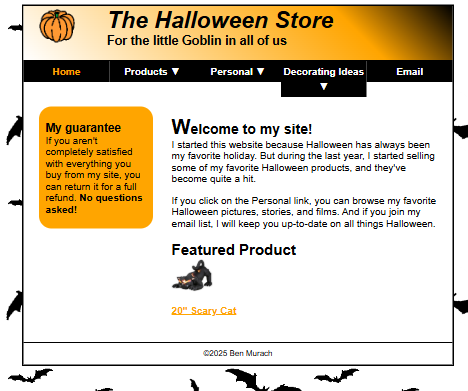 The Halloween Store
For the little Goblin in all of us
Home Products ▼ Personal ▼ Decorating Ideas ▼ Email
My guarantee
If you aren't
completely satisfied
with everything you
buy from my site, you
can return it for a full
refund. No questions
asked!
Welcome to my site!
I started this website because Halloween has always been
my favorite holiday. But during the last year, I started selling
some of my favorite Halloween products, and they've
become quite a hit.
If you click on the Personal link, you can browse my favorite
Halloween pictures, stories, and films. And if you join my
email list, I will keep you up-to-date on all things Halloween.
Featured Product
20" Scary Cat
©2025 Ben Murach